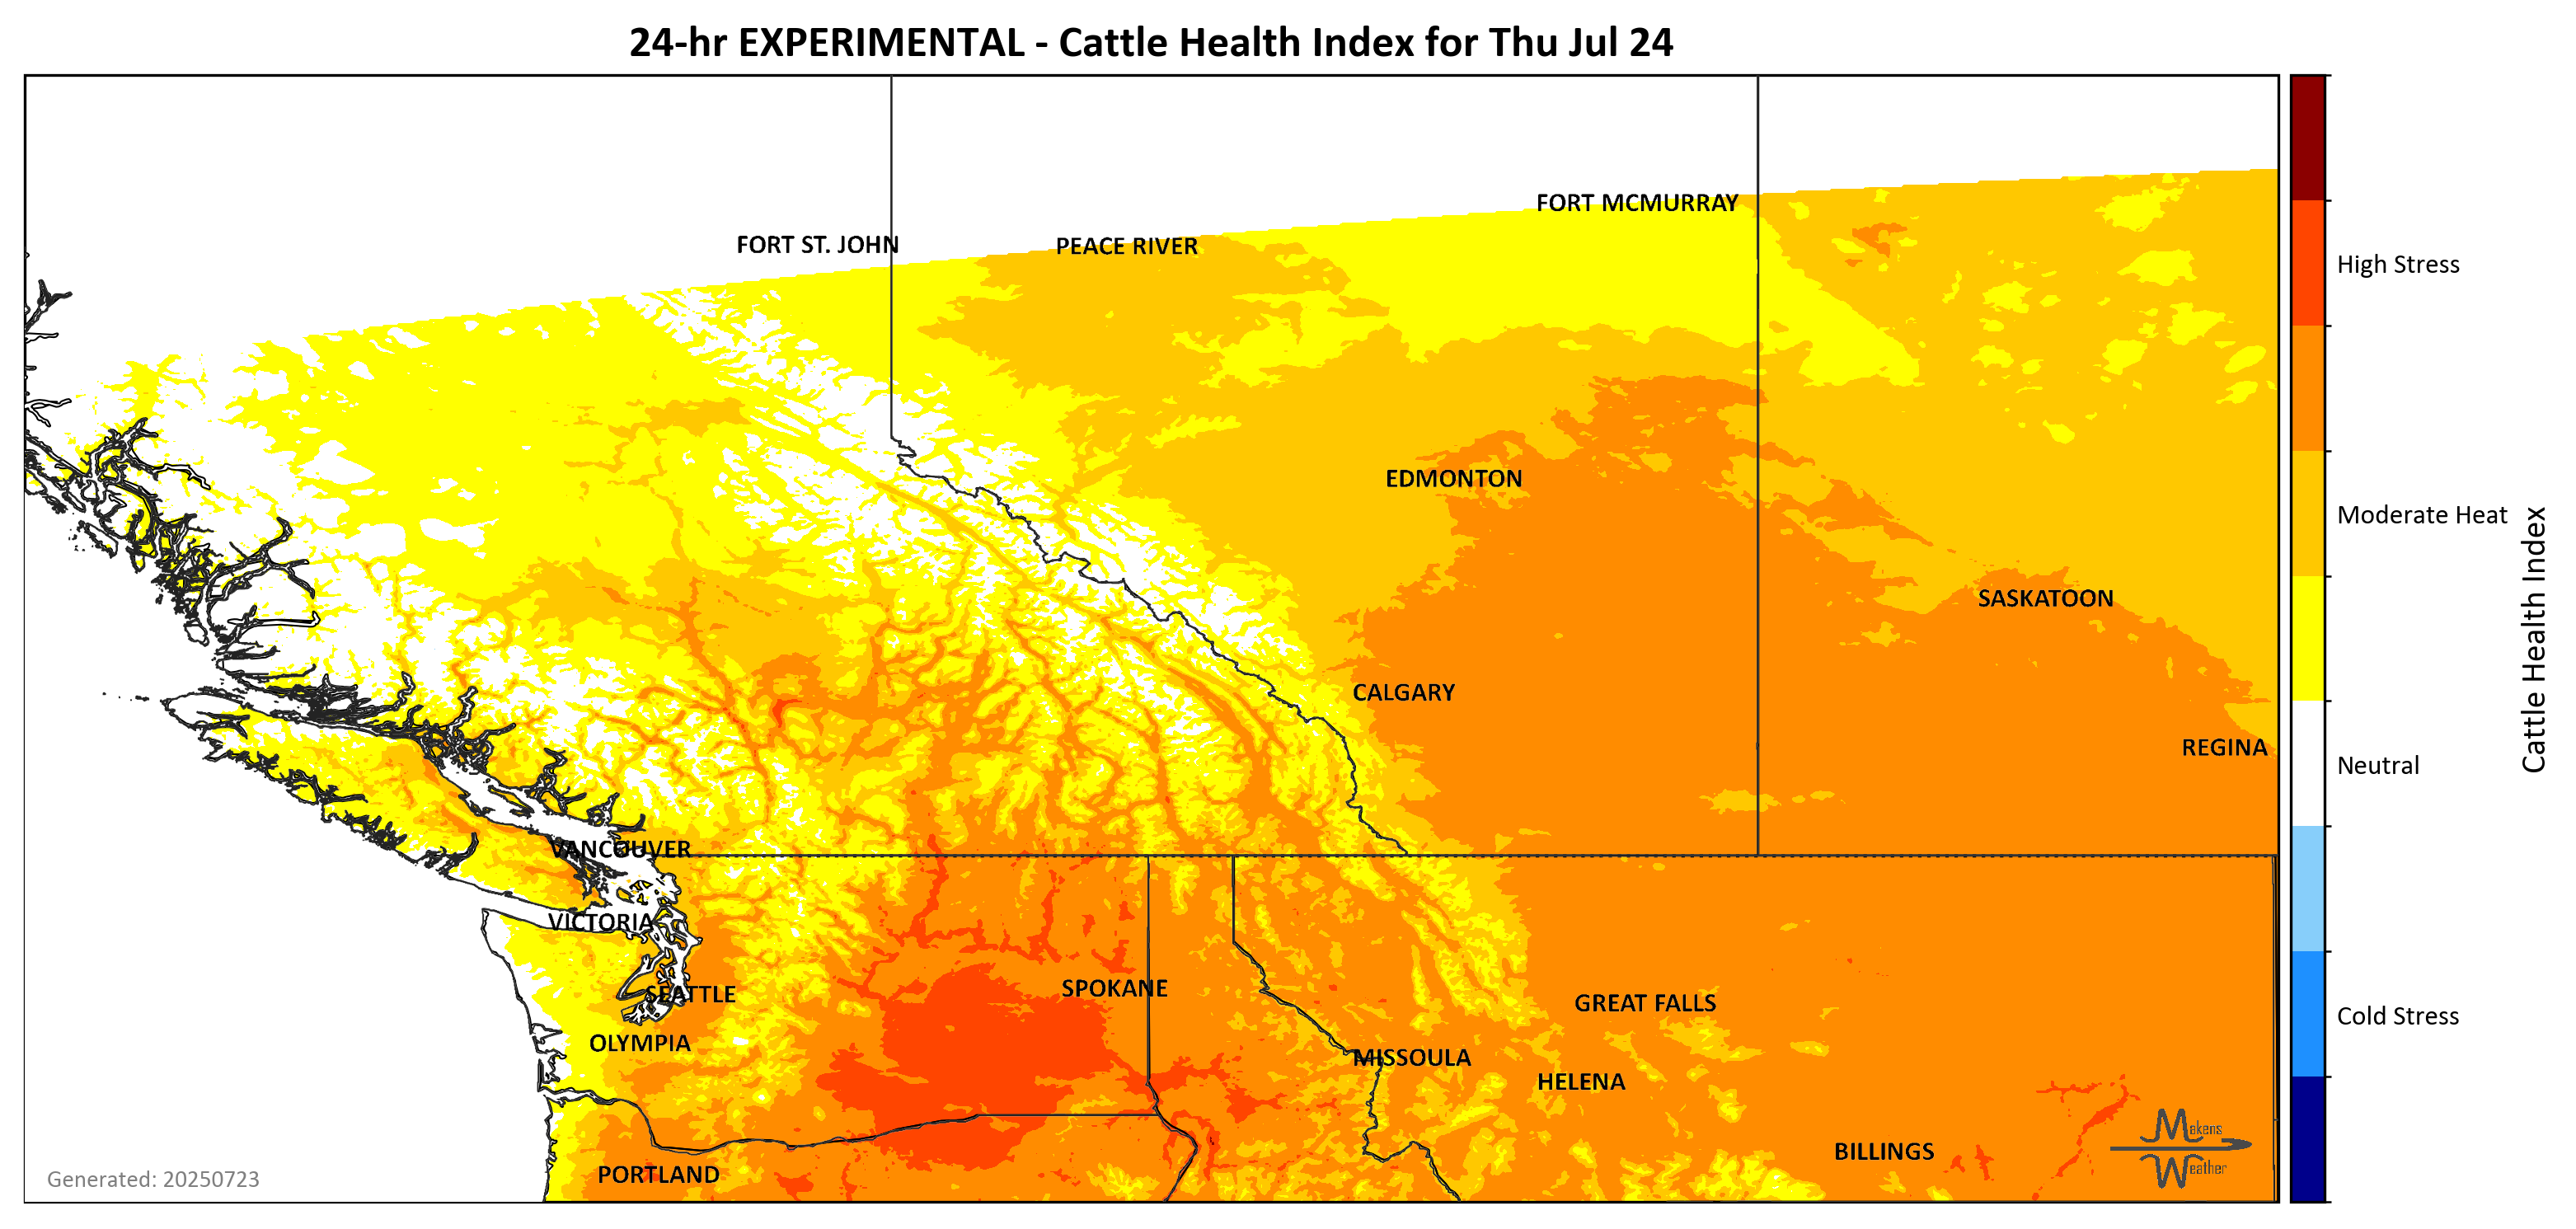 24-hr EXPERIMENTAL - Cattle Health Index for Thu Jul 24
FORT MCMURRAY
FORT ST. JOHN
PEACE RIVER
High Stress
EDMONTON
Moderate Heat
SASKATOON
Cattle Health Index
CALGARY
REGINA
Neutral
VANCOUVER
VICTORIA
SEATTLE
SPOKANE
GREAT FALLS
Cold Stress
OLYMPIA
MISSOULA
HELENA
Makens
Weather
BILLINGS
PORTLAND
Generated: 20250723